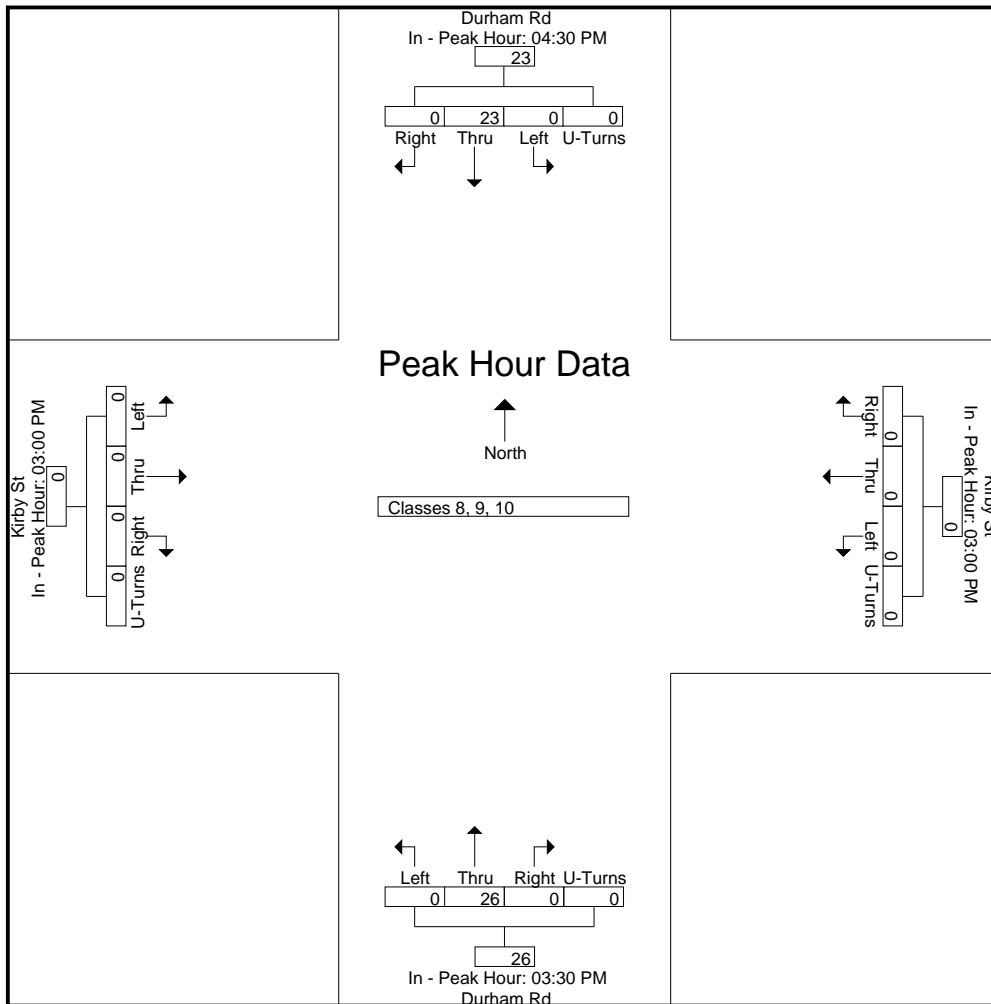 Durham Rd
In - Peak Hour: 04:30 PM
23
0 23 0 0
Right Thru Left U-Turns
Peak Hour Data
North
Classes 8, 9, 10
Kirby St
In - Peak Hour: 03:00 PM
0
0 0 0 0
Left Thru Right U-Turns
Right Thru Left U-Turns
0 0 0 0
0
In - Peak Hour: 03:00 PM
Kirby St
Left Thru Right U-Turns
0 26 0 0
26
In - Peak Hour: 03:30 PM
Durham Rd